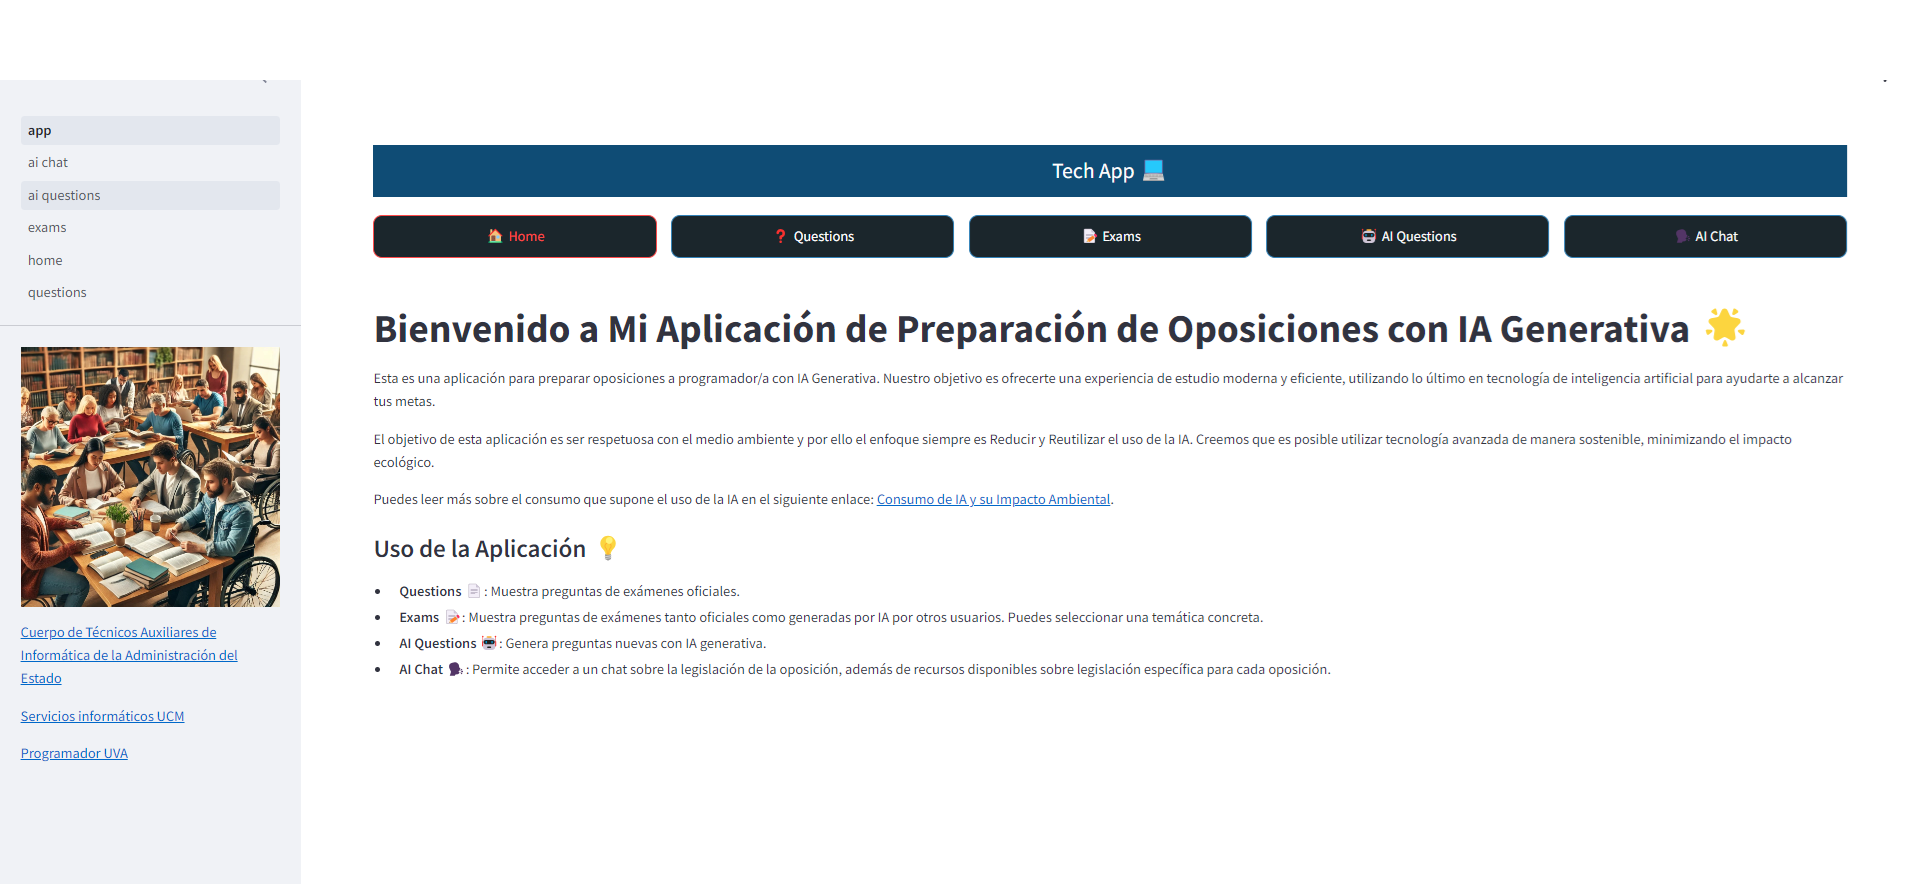 app
ai chat
ai questions
exams
home
questions
Cuerpo de Técnicos Auxiliares de
Informática de la Administración del
Estado
Servicios informáticos UCM
Programador UVA
Tech App 💻
🏠 Home
❓ Questions
📝 Exams
🤖 AI Questions
🗣 AI Chat
Bienvenido a Mi Aplicación de Preparación de Oposiciones con IA Generativa 🌟
Esta es una aplicación para preparar oposiciones a programador/a con IA Generativa. Nuestro objetivo es ofrecerte una experiencia de estudio moderna y eficiente, utilizando lo último en tecnología de inteligencia artificial para ayudarte a alcanzar
tus metas.
El objetivo de esta aplicación es ser respetuosa con el medio ambiente y por ello el enfoque siempre es Reducir y Reutilizar el uso de la IA. Creemos que es posible utilizar tecnología avanzada de manera sostenible, minimizando el impacto
ecológico.
Puedes leer más sobre el consumo que supone el uso de la IA en el siguiente enlace: Consumo de IA y su Impacto Ambiental.
Uso de la Aplicación 💡
• Questions 📄 : Muestra preguntas de exámenes oficiales.
• Exams 📝: Muestra preguntas de exámenes tanto oficiales como generadas por IA por otros usuarios. Puedes seleccionar una temática concreta.
• AI Questions 🤖 : Genera preguntas nuevas con IA generativa.
• AI Chat 🗣: Permite acceder a un chat sobre la legislación de la oposición, además de recursos disponibles sobre legislación específica para cada oposición.